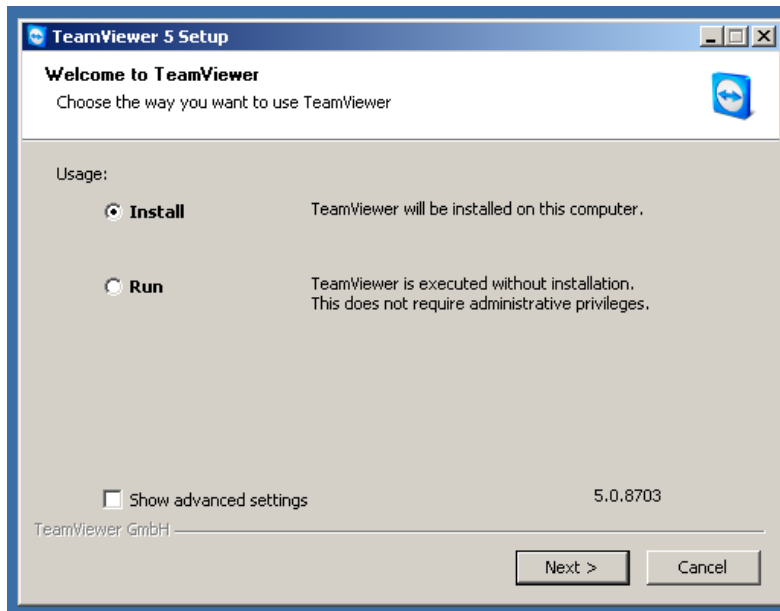 TeamViewer 5 Setup
Welcome to TeamViewer
Choose the way you want to use TeamViewer
Usage:
Install
TeamViewer will be installed on this computer.
Run
TeamViewer is executed without installation.
This does not require administrative privileges.
Show advanced settings
5.0.8703
TeamViewer GmbH
Next >
Cancel